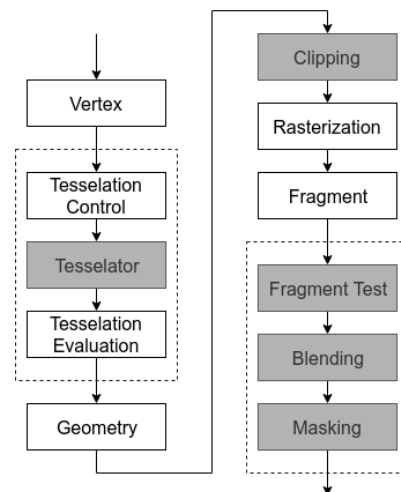 Vertex
Tesselation
Control
Tesselator
Tesselation
Evaluation
Geometry
Clipping
Rasterization
Fragment
Fragment Test
Blending
Masking